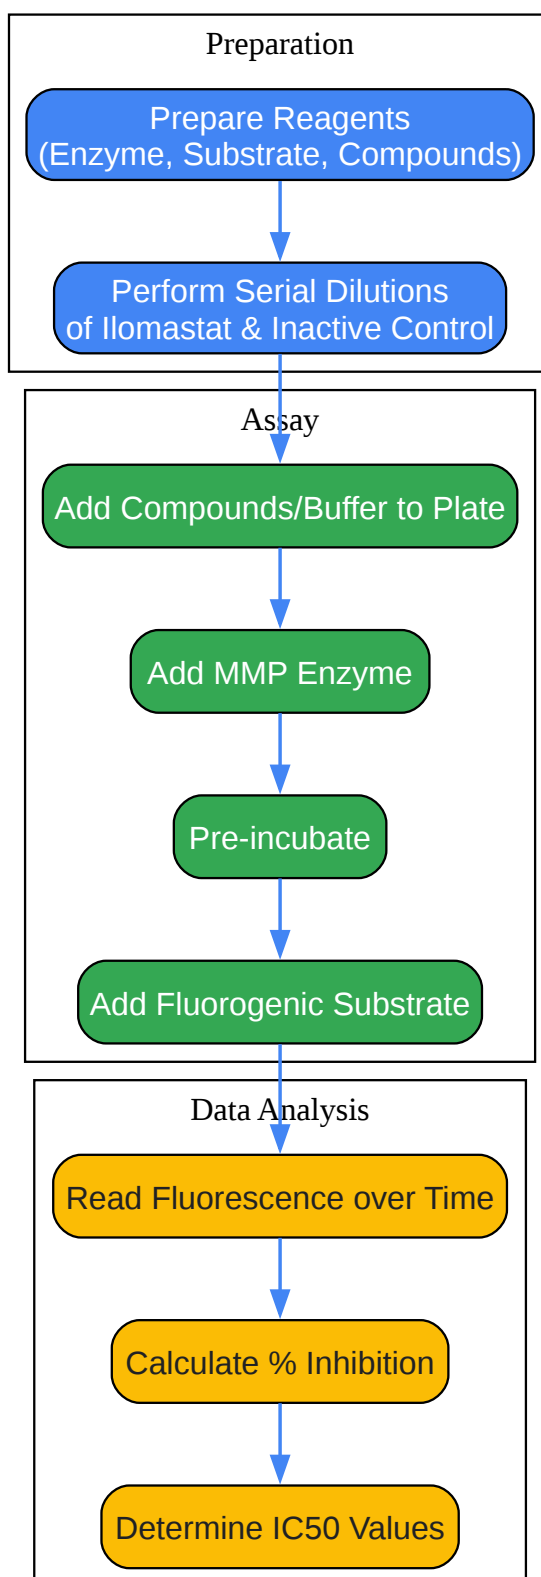 Preparation
Prepare Reagents
(Enzyme, Substrate, Compounds)
Perform Serial Dilutions
of Ilomastat & Inactive Control
Assay
Add Compounds/Buffer to Plate
Add MMP Enzyme
Pre-incubate
Add Fluorogenic Substrate
Data Analysis
Read Fluorescence over Time
Calculate % Inhibition
Determine IC50 Values